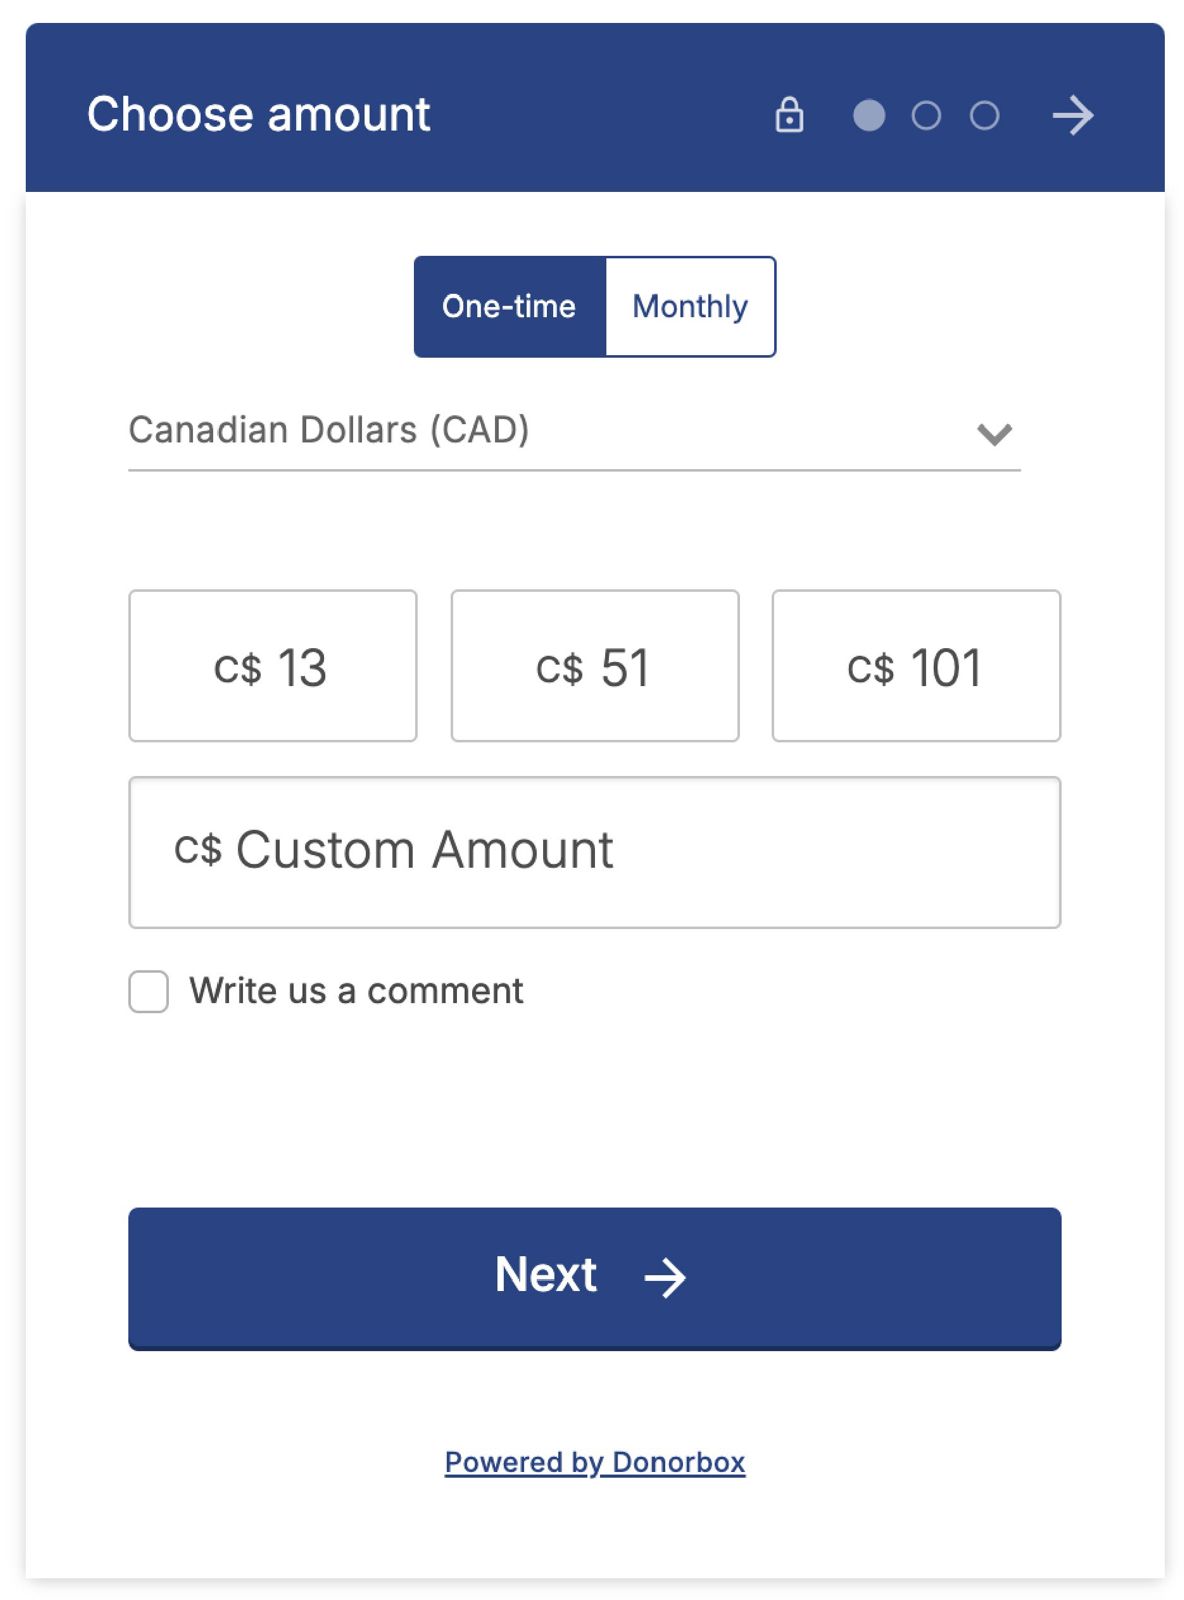 Choose amount
One-time Monthly
Canadian Dollars (CAD)
C$ 13 C$ 51 C$ 101
C$ Custom Amount
Write us a comment
Next
Powered by Donorbox